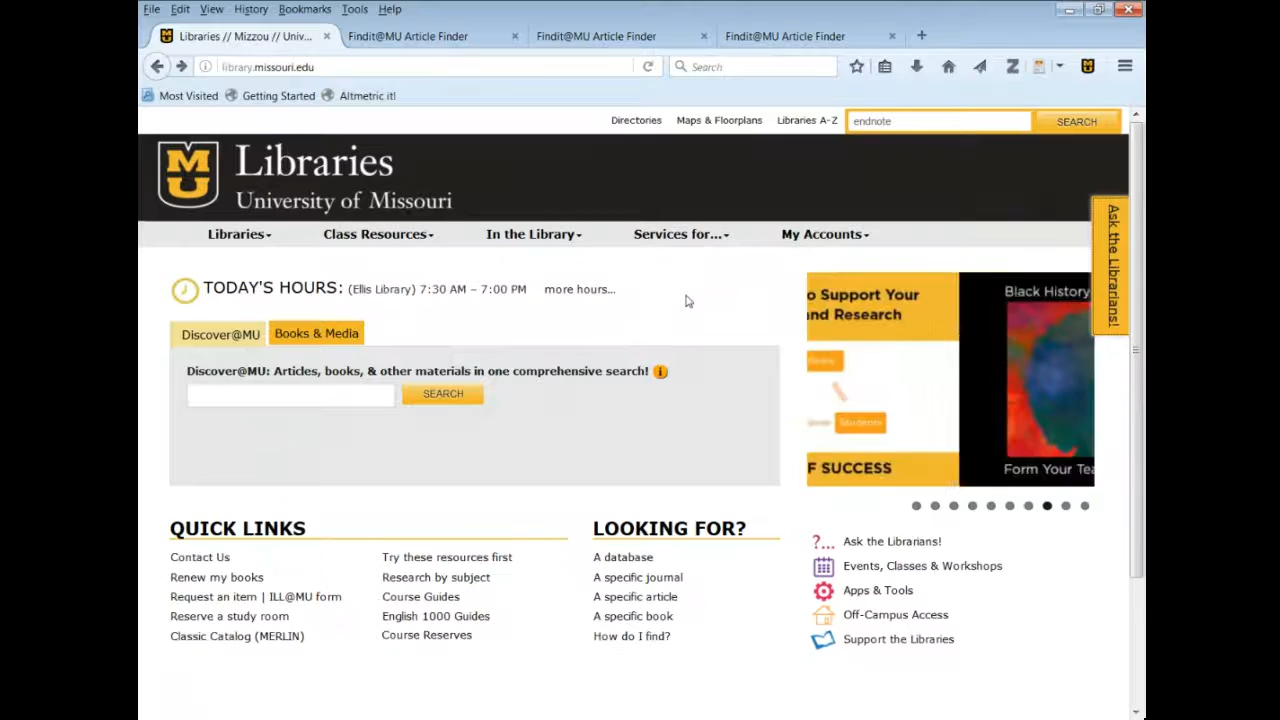 File Edit View History Bookmarks Tools Help
Libraries // Mizzou // Univ... Findit@MU Article Finder Findit@MU Article Finder Findit@MU Article Finder
library.missouri.edu Search
Most Visited Getting Started Altmetric it!
Directories Maps & Floorplans Libraries A-Z endnote SEARCH
MU Libraries
University of Missouri
Ask the Librarians!
Libraries Class Resources In the Library Services for... My Accounts
TODAY'S HOURS: (Ellis Library) 7:30 AM – 7:00 PM more hours...
Discover@MU Books & Media
Discover@MU: Articles, books, & other materials in one comprehensive search!
SEARCH
o Support Your
nd Research
Students
F SUCCESS
Black History
Form Your Tea
QUICK LINKS
Contact Us
Renew my books
Request an item | ILL@MU form
Reserve a study room
Classic Catalog (MERLIN)
Try these resources first
Research by subject
Course Guides
English 1000 Guides
Course Reserves
LOOKING FOR?
A database
A specific journal
A specific article
A specific book
How do I find?
?... Ask the Librarians!
Events, Classes & Workshops
Apps & Tools
Off-Campus Access
Support the Libraries